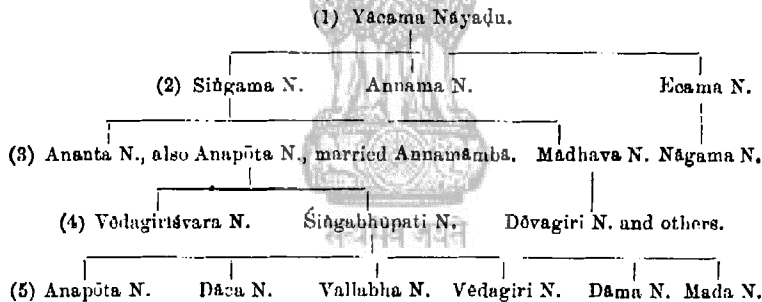 (1) Yācama Nāyaḍu.
(2) Siṅgama N. Annama N. Ecama N.
(3) Ananta N., also Anapōta N., married Annamāmbā. Mādhava N. Nāgama N.
(4) Vēdagirīśvara N. Śiṅgabhūpati N. Dēvagiri N. and others.
(5) Anapōta N. Dāca N. Vallabha N. Vēdagiri N. Dāma N. Mada N.